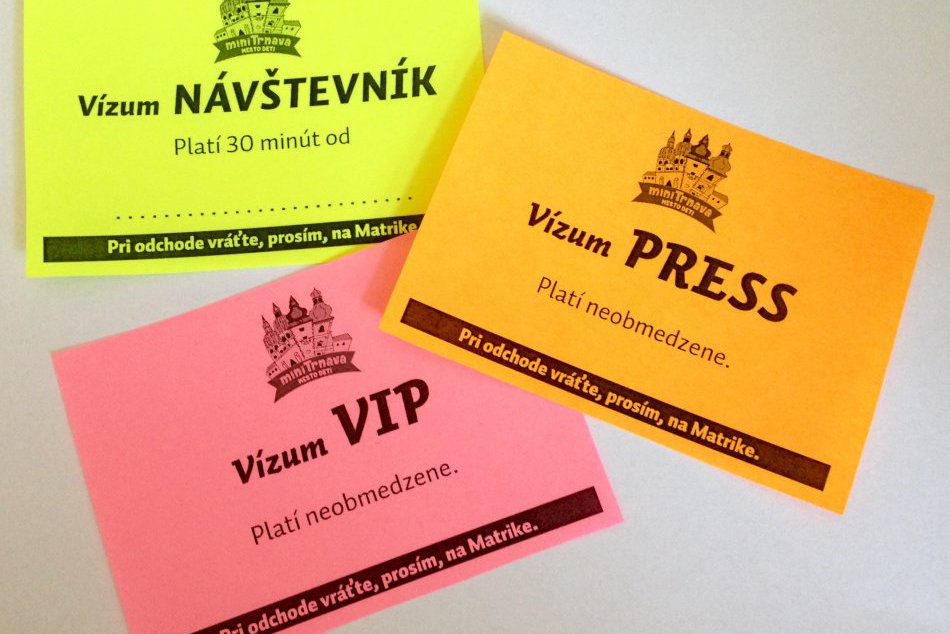 miniTrnava
MESTO DETÍ
Vízum NÁVŠTEVNÍK
Platí 30 minút od
Pri odchode vráťte, prosím, na Matrike
miniTrnava
MESTO DETÍ
Vízum PRESS
Platí neobmedzene.
Pri odchode vráťte, prosím, na Matrike.
miniTrnava
MESTO DETÍ
Vízum VIP
Platí neobmedzene.
Pri odchode vráťte, prosím, na Matrike.